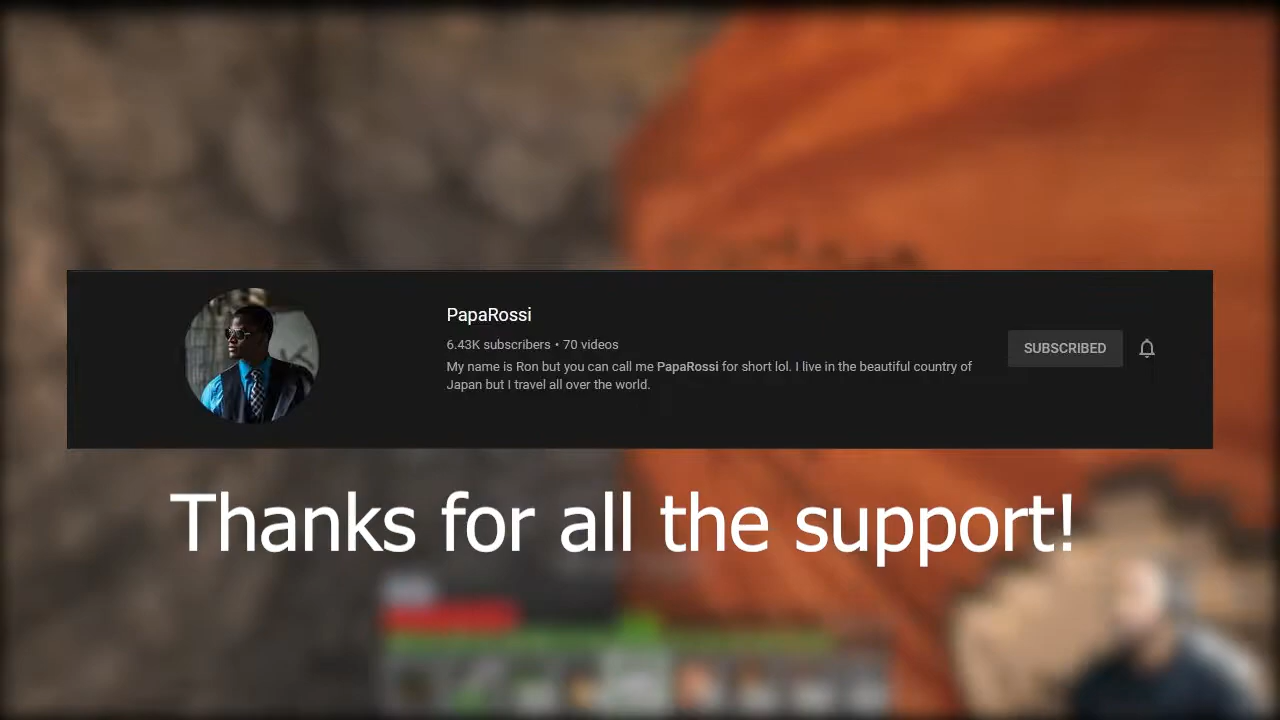 PapaRossi
6.43K subscribers • 70 videos
My name is Ron but you can call me PapaRossi for short lol. I live in the beautiful country of
Japan but I travel all over the world.
SUBSCRIBED
Thanks for all the support!